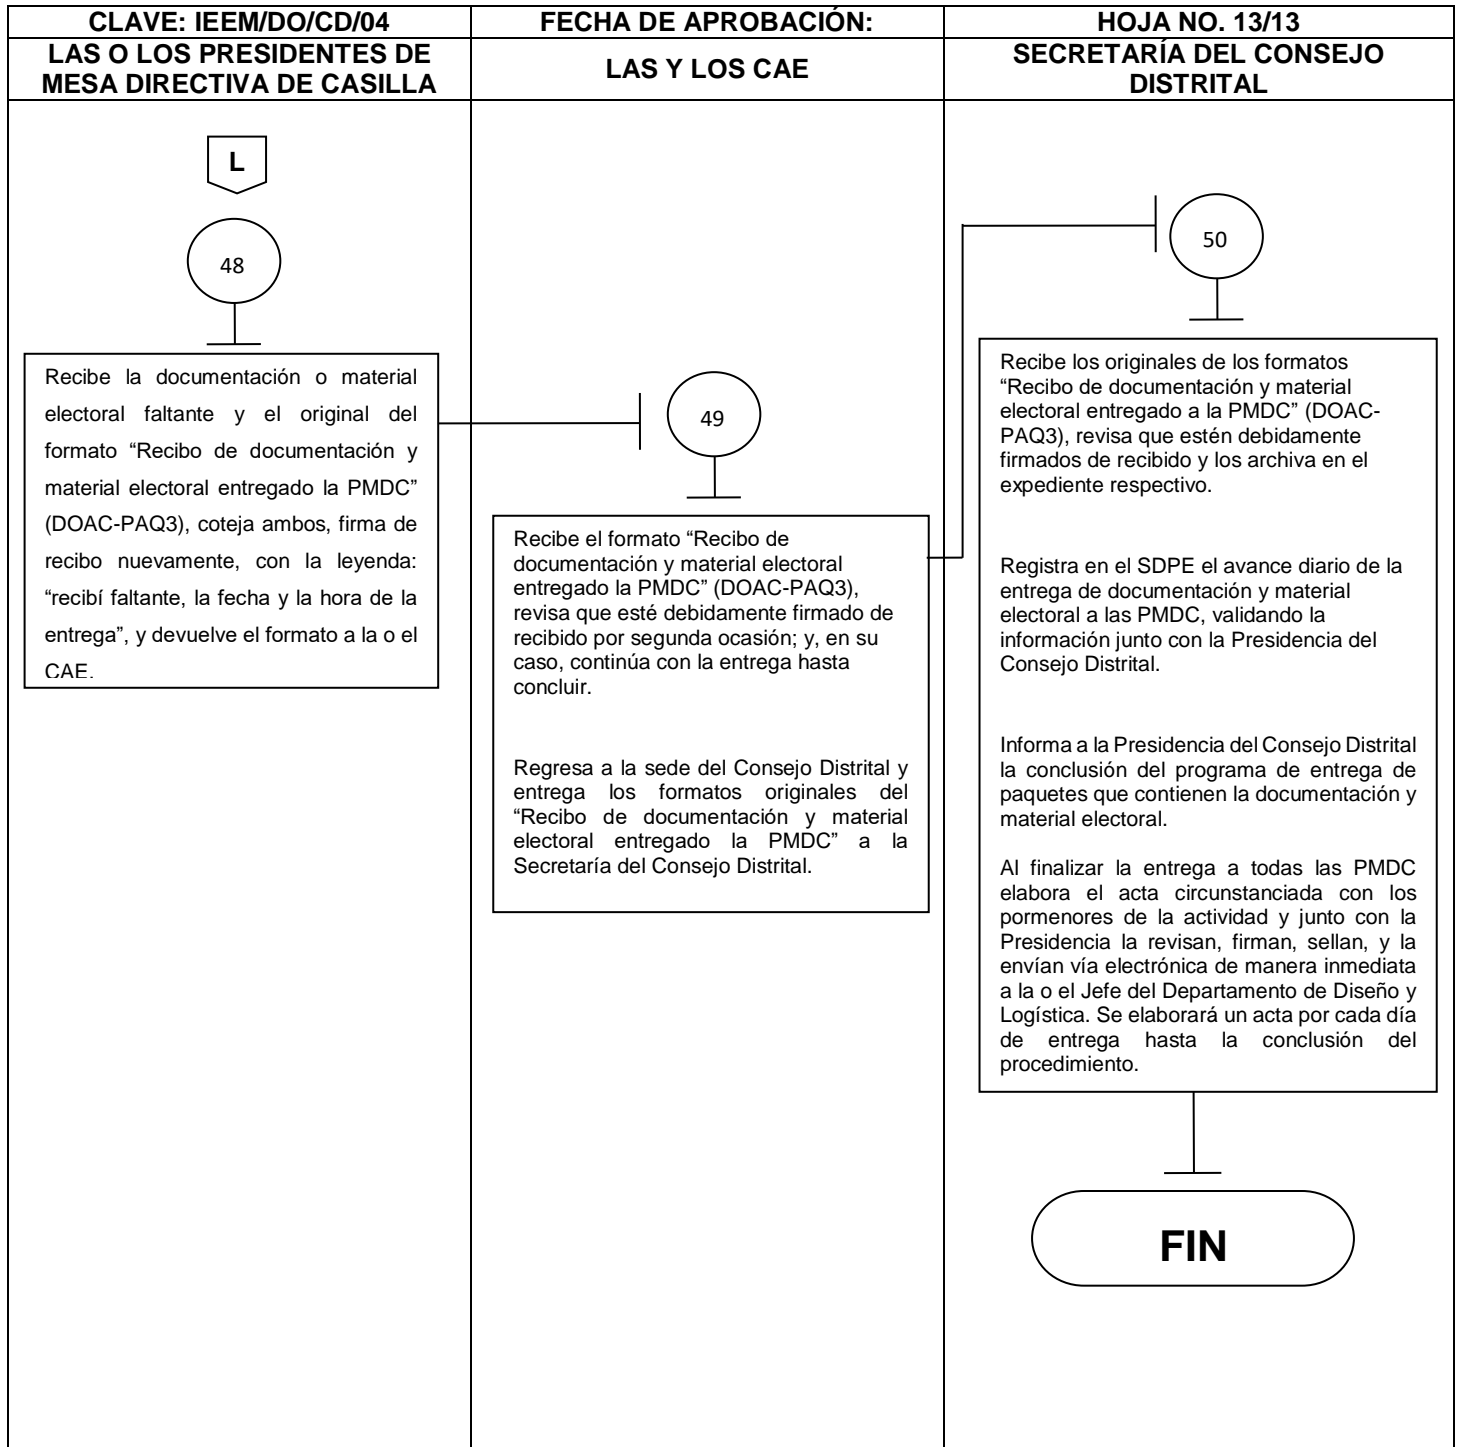 CLAVE: IEEM/DO/CD/04
FECHA DE APROBACIÓN:
HOJA NO. 13/13
LAS O LOS PRESIDENTES DE
MESA DIRECTIVA DE CASILLA
LAS Y LOS CAE
SECRETARÍA DEL CONSEJO
DISTRITAL
L
48
Recibe la documentación o material
electoral faltante y el original del
formato “Recibo de documentación y
material electoral entregado la PMDC”
(DOAC-PAQ3), coteja ambos, firma de
recibo nuevamente, con la leyenda:
“recibí faltante, la fecha y la hora de la
entrega”, y devuelve el formato a la o el
CAE.
49
Recibe el formato “Recibo de
documentación y material electoral
entregado la PMDC” (DOAC-PAQ3),
revisa que esté debidamente firmado de
recibido por segunda ocasión; y, en su
caso, continúa con la entrega hasta
concluir.
Regresa a la sede del Consejo Distrital y
entrega los formatos originales del
“Recibo de documentación y material
electoral entregado la PMDC” a la
Secretaría del Consejo Distrital.
50
Recibe los originales de los formatos
“Recibo de documentación y material
electoral entregado a la PMDC” (DOAC-
PAQ3), revisa que estén debidamente
firmados de recibido y los archiva en el
expediente respectivo.
Registra en el SDPE el avance diario de la
entrega de documentación y material
electoral a las PMDC, validando la
información junto con la Presidencia del
Consejo Distrital.
Informa a la Presidencia del Consejo Distrital
la conclusión del programa de entrega de
paquetes que contienen la documentación y
material electoral.
Al finalizar la entrega a todas las PMDC
elabora el acta circunstanciada con los
pormenores de la actividad y junto con la
Presidencia la revisan, firman, sellan, y la
envían vía electrónica de manera inmediata
a la o el Jefe del Departamento de Diseño y
Logística. Se elaborará un acta por cada día
de entrega hasta la conclusión del
procedimiento.
FIN